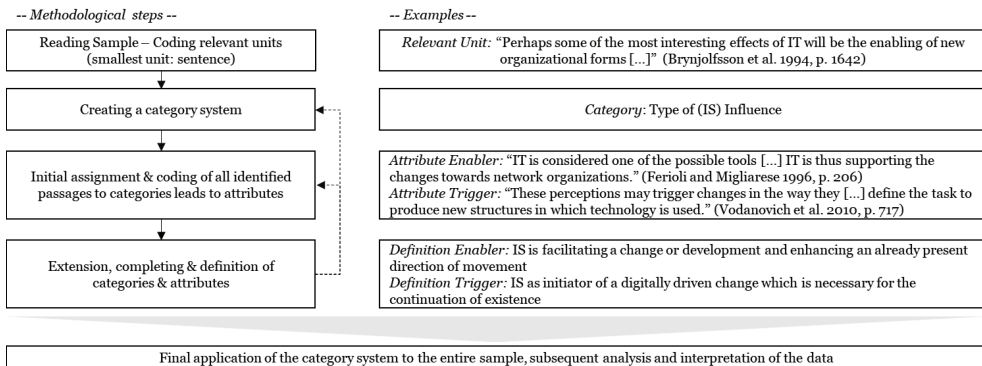 -- Methodological steps --
-- Examples --
Reading Sample – Coding relevant units
(smallest unit: sentence)
Relevant Unit: “Perhaps some of the most interesting effects of IT will be the enabling of new
organizational forms […]” (Brynjolfsson et al. 1994, p. 1642)
Creating a category system
Category: Type of (IS) Influence
Initial assignment & coding of all identified
passages to categories leads to attributes
Attribute Enabler: “IT is considered one of the possible tools […] IT is thus supporting the
changes towards network organizations.” (Ferioli and Migliarese 1996, p. 206)
Attribute Trigger: “These perceptions may trigger changes in the way they […] define the task to
produce new structures in which technology is used.” (Vodanovich et al. 2010, p. 717)
Extension, completing & definition of
categories & attributes
Definition Enabler: IS is facilitating a change or development and enhancing an already present
direction of movement
Definition Trigger: IS as initiator of a digitally driven change which is necessary for the
continuation of existence
Final application of the category system to the entire sample, subsequent analysis and interpretation of the data